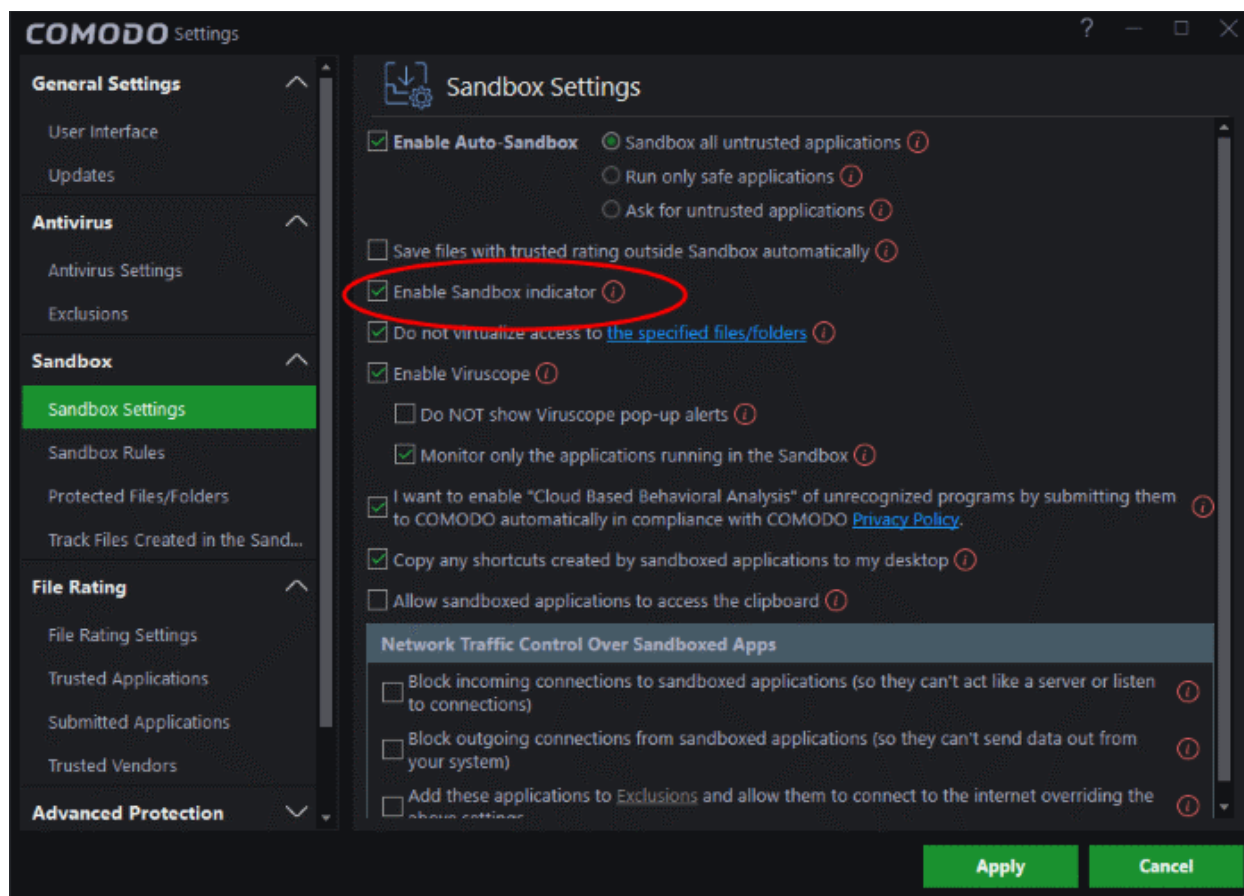 COMODO Settings
?
General Settings
User Interface
Updates
Antivirus
Antivirus Settings
Exclusions
Sandbox
Sandbox Settings
Sandbox Rules
Protected Files/Folders
Track Files Created in the Sand...
File Rating
File Rating Settings
Trusted Applications
Submitted Applications
Trusted Vendors
Advanced Protection
Sandbox Settings
Enable Auto-Sandbox
Sandbox all untrusted applications
Run only safe applications
Ask for untrusted applications
Save files with trusted rating outside Sandbox automatically
Enable Sandbox indicator
Do not virtualize access to the specified files/folders
Enable Viruscope
Do NOT show Viruscope pop-up alerts
Monitor only the applications running in the Sandbox
I want to enable "Cloud Based Behavioral Analysis" of unrecognized programs by submitting them
to COMODO automatically in compliance with COMODO Privacy Policy.
Copy any shortcuts created by sandboxed applications to my desktop
Allow sandboxed applications to access the clipboard
Network Traffic Control Over Sandboxed Apps
Block incoming connections to sandboxed applications (so they can't act like a server or listen
to connections)
Block outgoing connections from sandboxed applications (so they can't send data out from
your system)
Add these applications to Exclusions and allow them to connect to the internet overriding the
above settings
Apply
Cancel